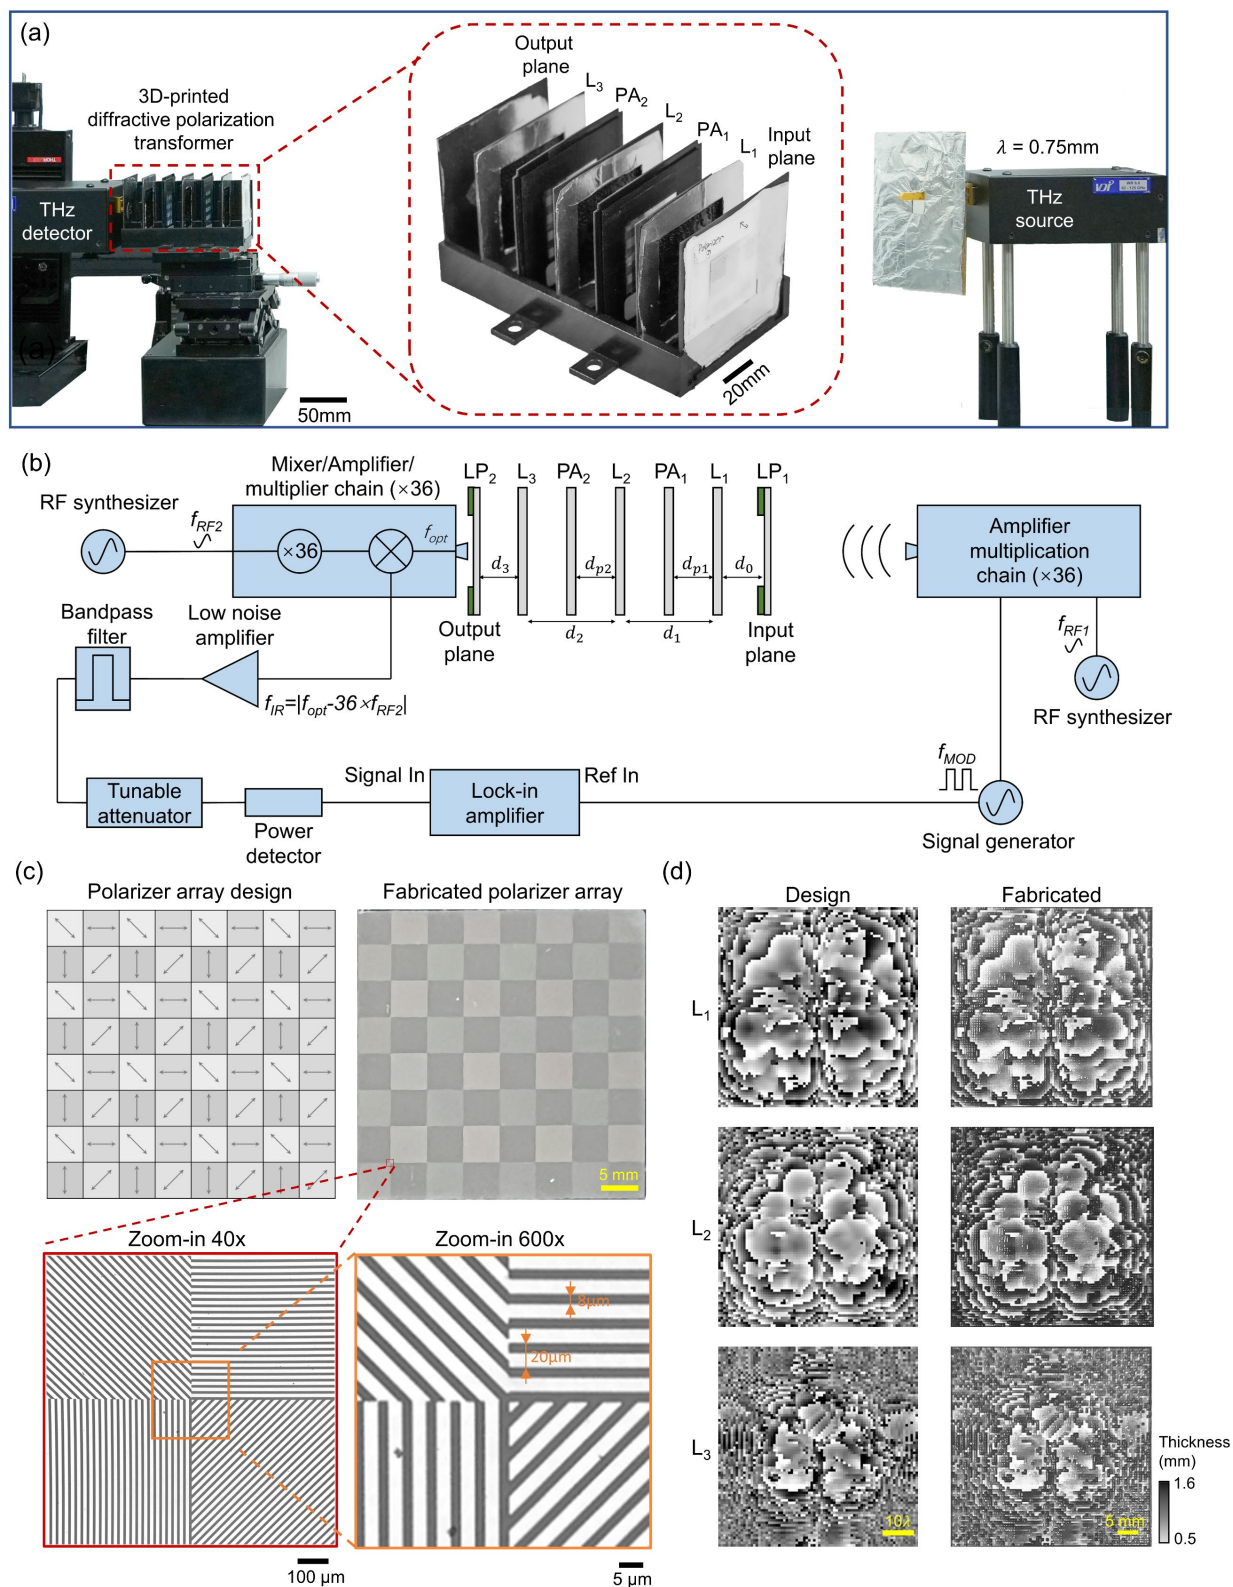 (a)
Output
plane
L3
PA2
L2
PA1
L1
Input
plane
3D-printed
diffractive polarization
transformer
THz
detector
λ = 0.75mm
THz
source
Polarizer
(a)
50mm
20mm
(b)
Mixer/Amplifier/
multiplier chain (×36)
RF synthesizer
fRF2
×36
fopt
LP2
L3
PA2
L2
PA1
L1
LP1
d3
dp2
dp1
d0
d2
d1
Output
plane
Input
plane
Amplifier
multiplication
chain (×36)
fRF1
RF synthesizer
Bandpass
filter
Low noise
amplifier
fIR=|fopt-36×fRF2|
Tunable
attenuator
Power
detector
Signal In
Lock-in
amplifier
Ref In
fMOD
Signal generator
(c)
Polarizer array design
Fabricated polarizer array
5 mm
Zoom-in 40x
Zoom-in 600x
8μm
20μm
100 μm
5 μm
(d)
Design
Fabricated
L1
L2
L3
10λ
5 mm
Thickness
(mm)
1.6
0.5